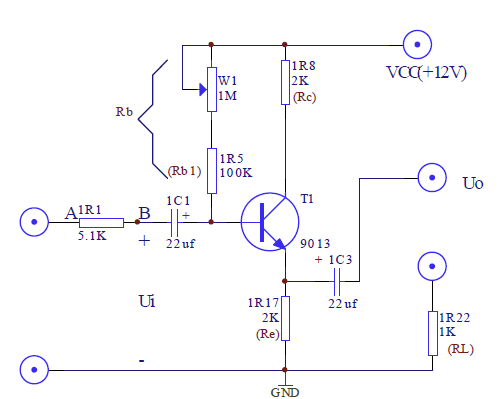 1R8
W1
2K
VCC(+12V)
1M
(Rc)
Rb
1R5
(Rb1)
100K
Uo
1C1
T1
A
1R1
B
+
5.1K
+
22uf
9013
+ 1C3
Ui
1R17
22uf
2K
1R22
(Re)
1K
(RL)
-
GND